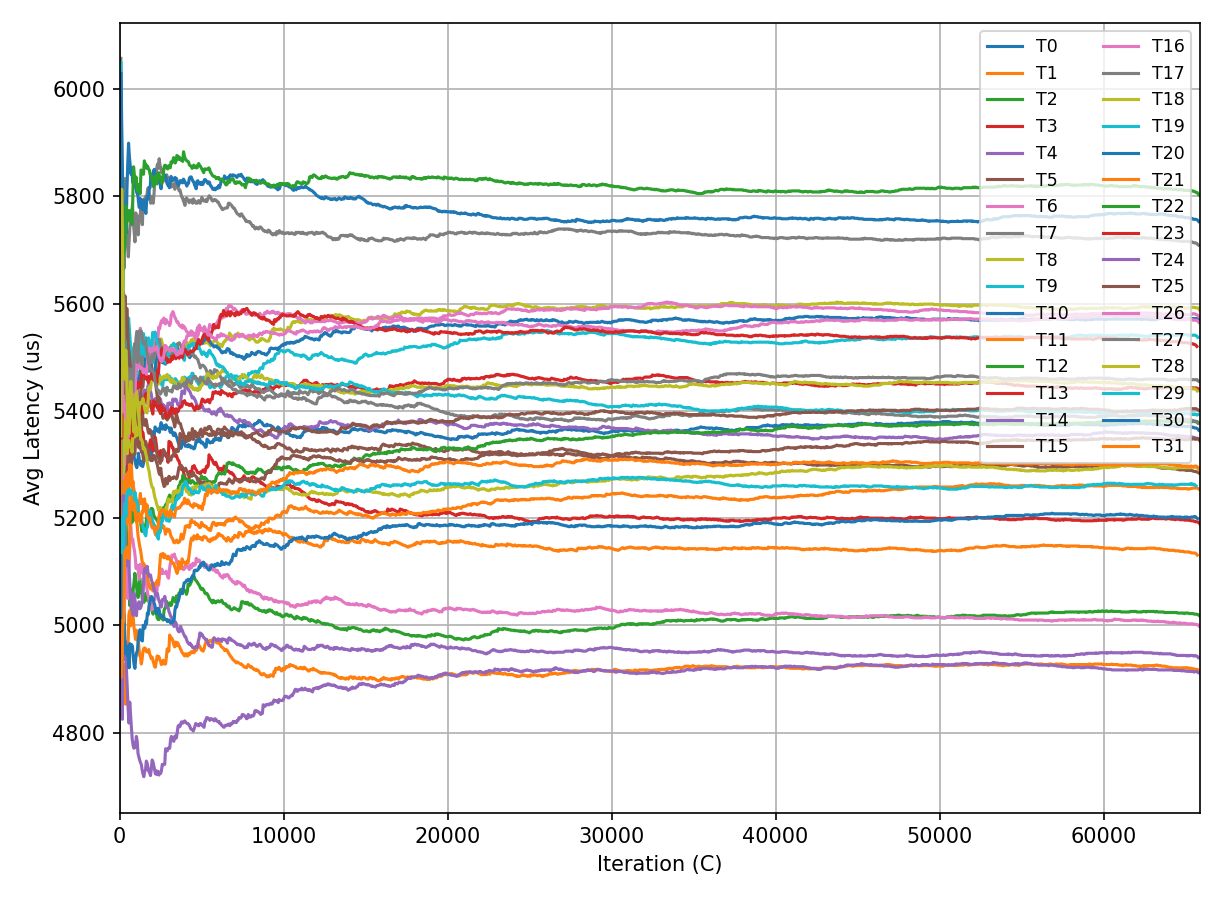 6000
5800
5600
5400
5200
5000
4800
Avg Latency (us)
0 10000 20000 30000 40000 50000 60000
Iteration (C)
T0 T16
T1 T17
T2 T18
T3 T19
T4 T20
T5 T21
T6 T22
T7 T23
T8 T24
T9 T25
T10 T26
T11 T27
T12 T28
T13 T29
T14 T30
T15 T31